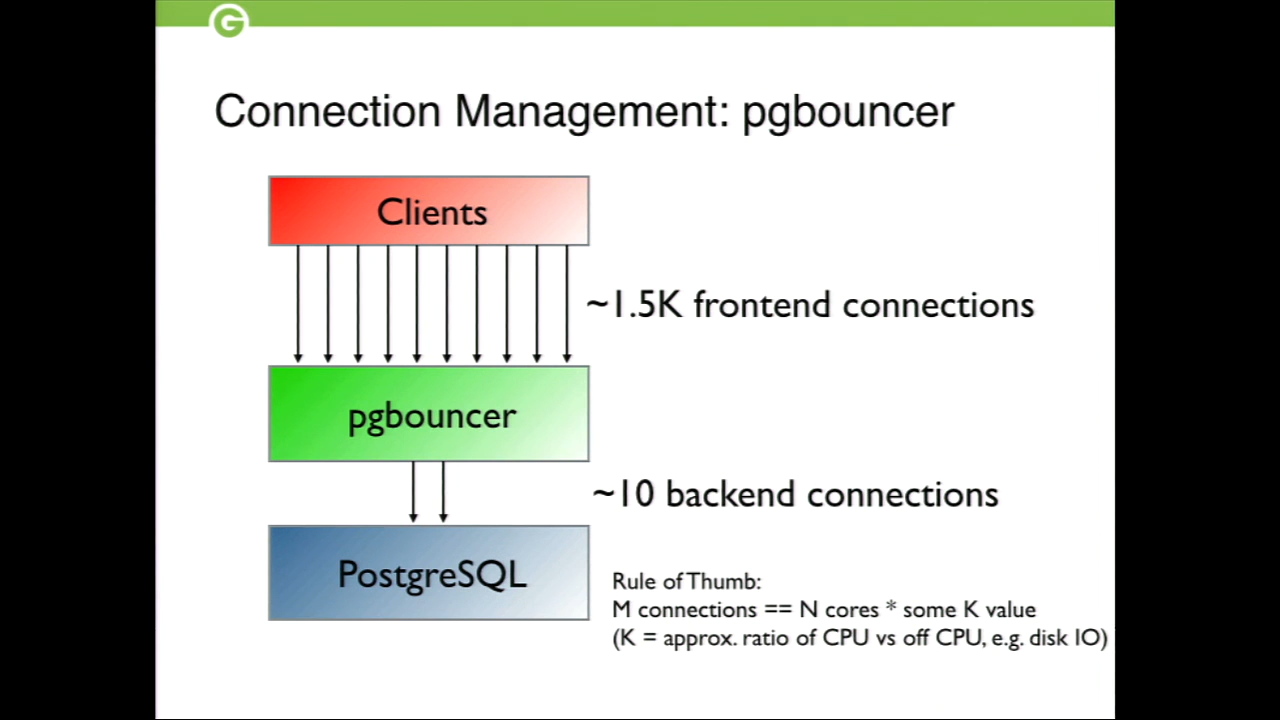 G
Connection Management: pgbouncer
Clients
~1.5K frontend connections
pgbouncer
~10 backend connections
PostgreSQL
Rule of Thumb:
M connections == N cores * some K value
(K = approx. ratio of CPU vs off CPU, e.g. disk IO)